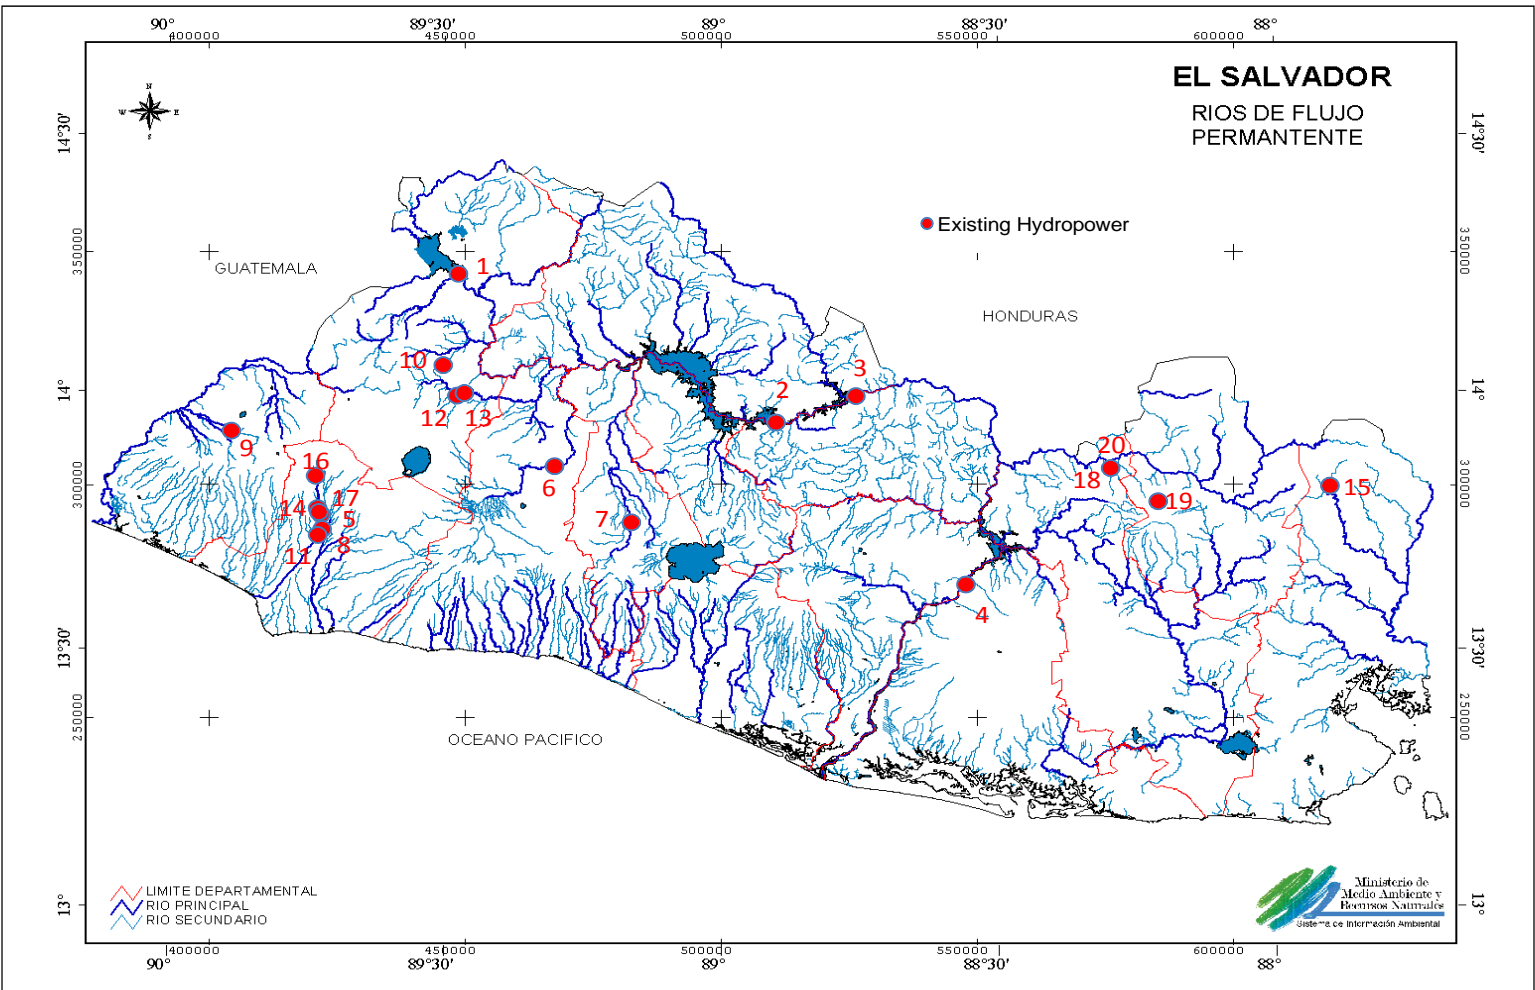 90° 89°30' 89° 88°30' 88°
400000 450000 500000 550000 600000
EL SALVADOR
RIOS DE FLUJO
PERMANTENTE
N
W E
S
14°30' 14°30'
Existing Hydropower
350000 350000
GUATEMALA
1
HONDURAS
10
3
14° 14°
2
12 13
9
20
16
18
6
300000 300000
15
17
19
14
5
7
8
11
4
13°30' 13°30'
250000 250000
OCEANO PACIFICO
LIMITE DEPARTAMENTAL
RIO PRINCIPAL
RIO SECUNDARIO
13° 13°
Ministerio de
Medio Ambiente y
Recursos Naturales
Sistema de Información Ambiental
400000 450000 500000 550000 600000
90° 89°30' 89° 88°30' 88°